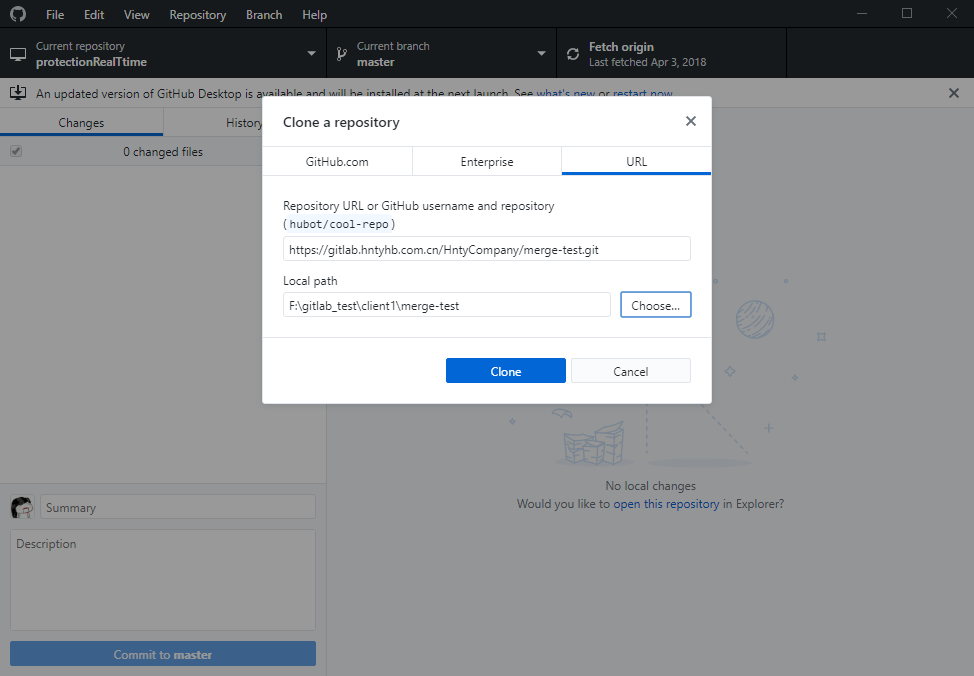 File Edit View Repository Branch Help
Current repository
protectionRealTtime
Current branch
master
Fetch origin
Last fetched Apr 3, 2018
An updated version of GitHub Desktop is available and will be installed at the next launch. See what's new or restart now.
Changes
History
0 changed files
Clone a repository
GitHub.com
Enterprise
URL
Repository URL or GitHub username and repository
(hubot/cool-repo)
https://gitlab.hntyhb.com.cn/HntyCompany/merge-test.git
Local path
F:\gitlab_test\client1\merge-test
Choose...
Clone
Cancel
No local changes
Would you like to open this repository in Explorer?
Summary
Description
Commit to master